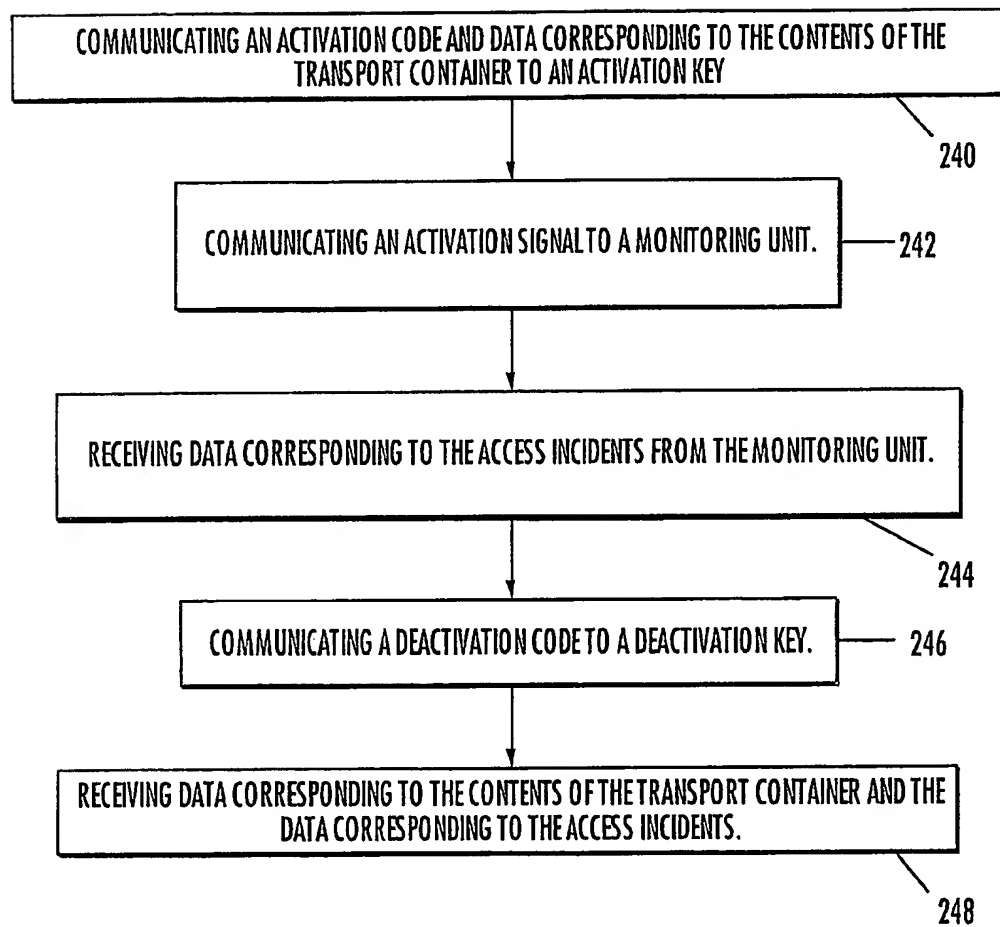 COMMUNICATING AN ACTIVATION CODE AND DATA CORRESPONDING TO THE CONTENTS OF THE
TRANSPORT CONTAINER TO AN ACTIVATION KEY
240
COMMUNICATING AN ACTIVATION SIGNAL TO A MONITORING UNIT.
242
RECEIVING DATA CORRESPONDING TO THE ACCESS INCIDENTS FROM THE MONITORING UNIT.
244
COMMUNICATING A DEACTIVATION CODE TO A DEACTIVATION KEY.
246
RECEIVING DATA CORRESPONDING TO THE CONTENTS OF THE TRANSPORT CONTAINER AND THE
DATA CORRESPONDING TO THE ACCESS INCIDENTS.
248